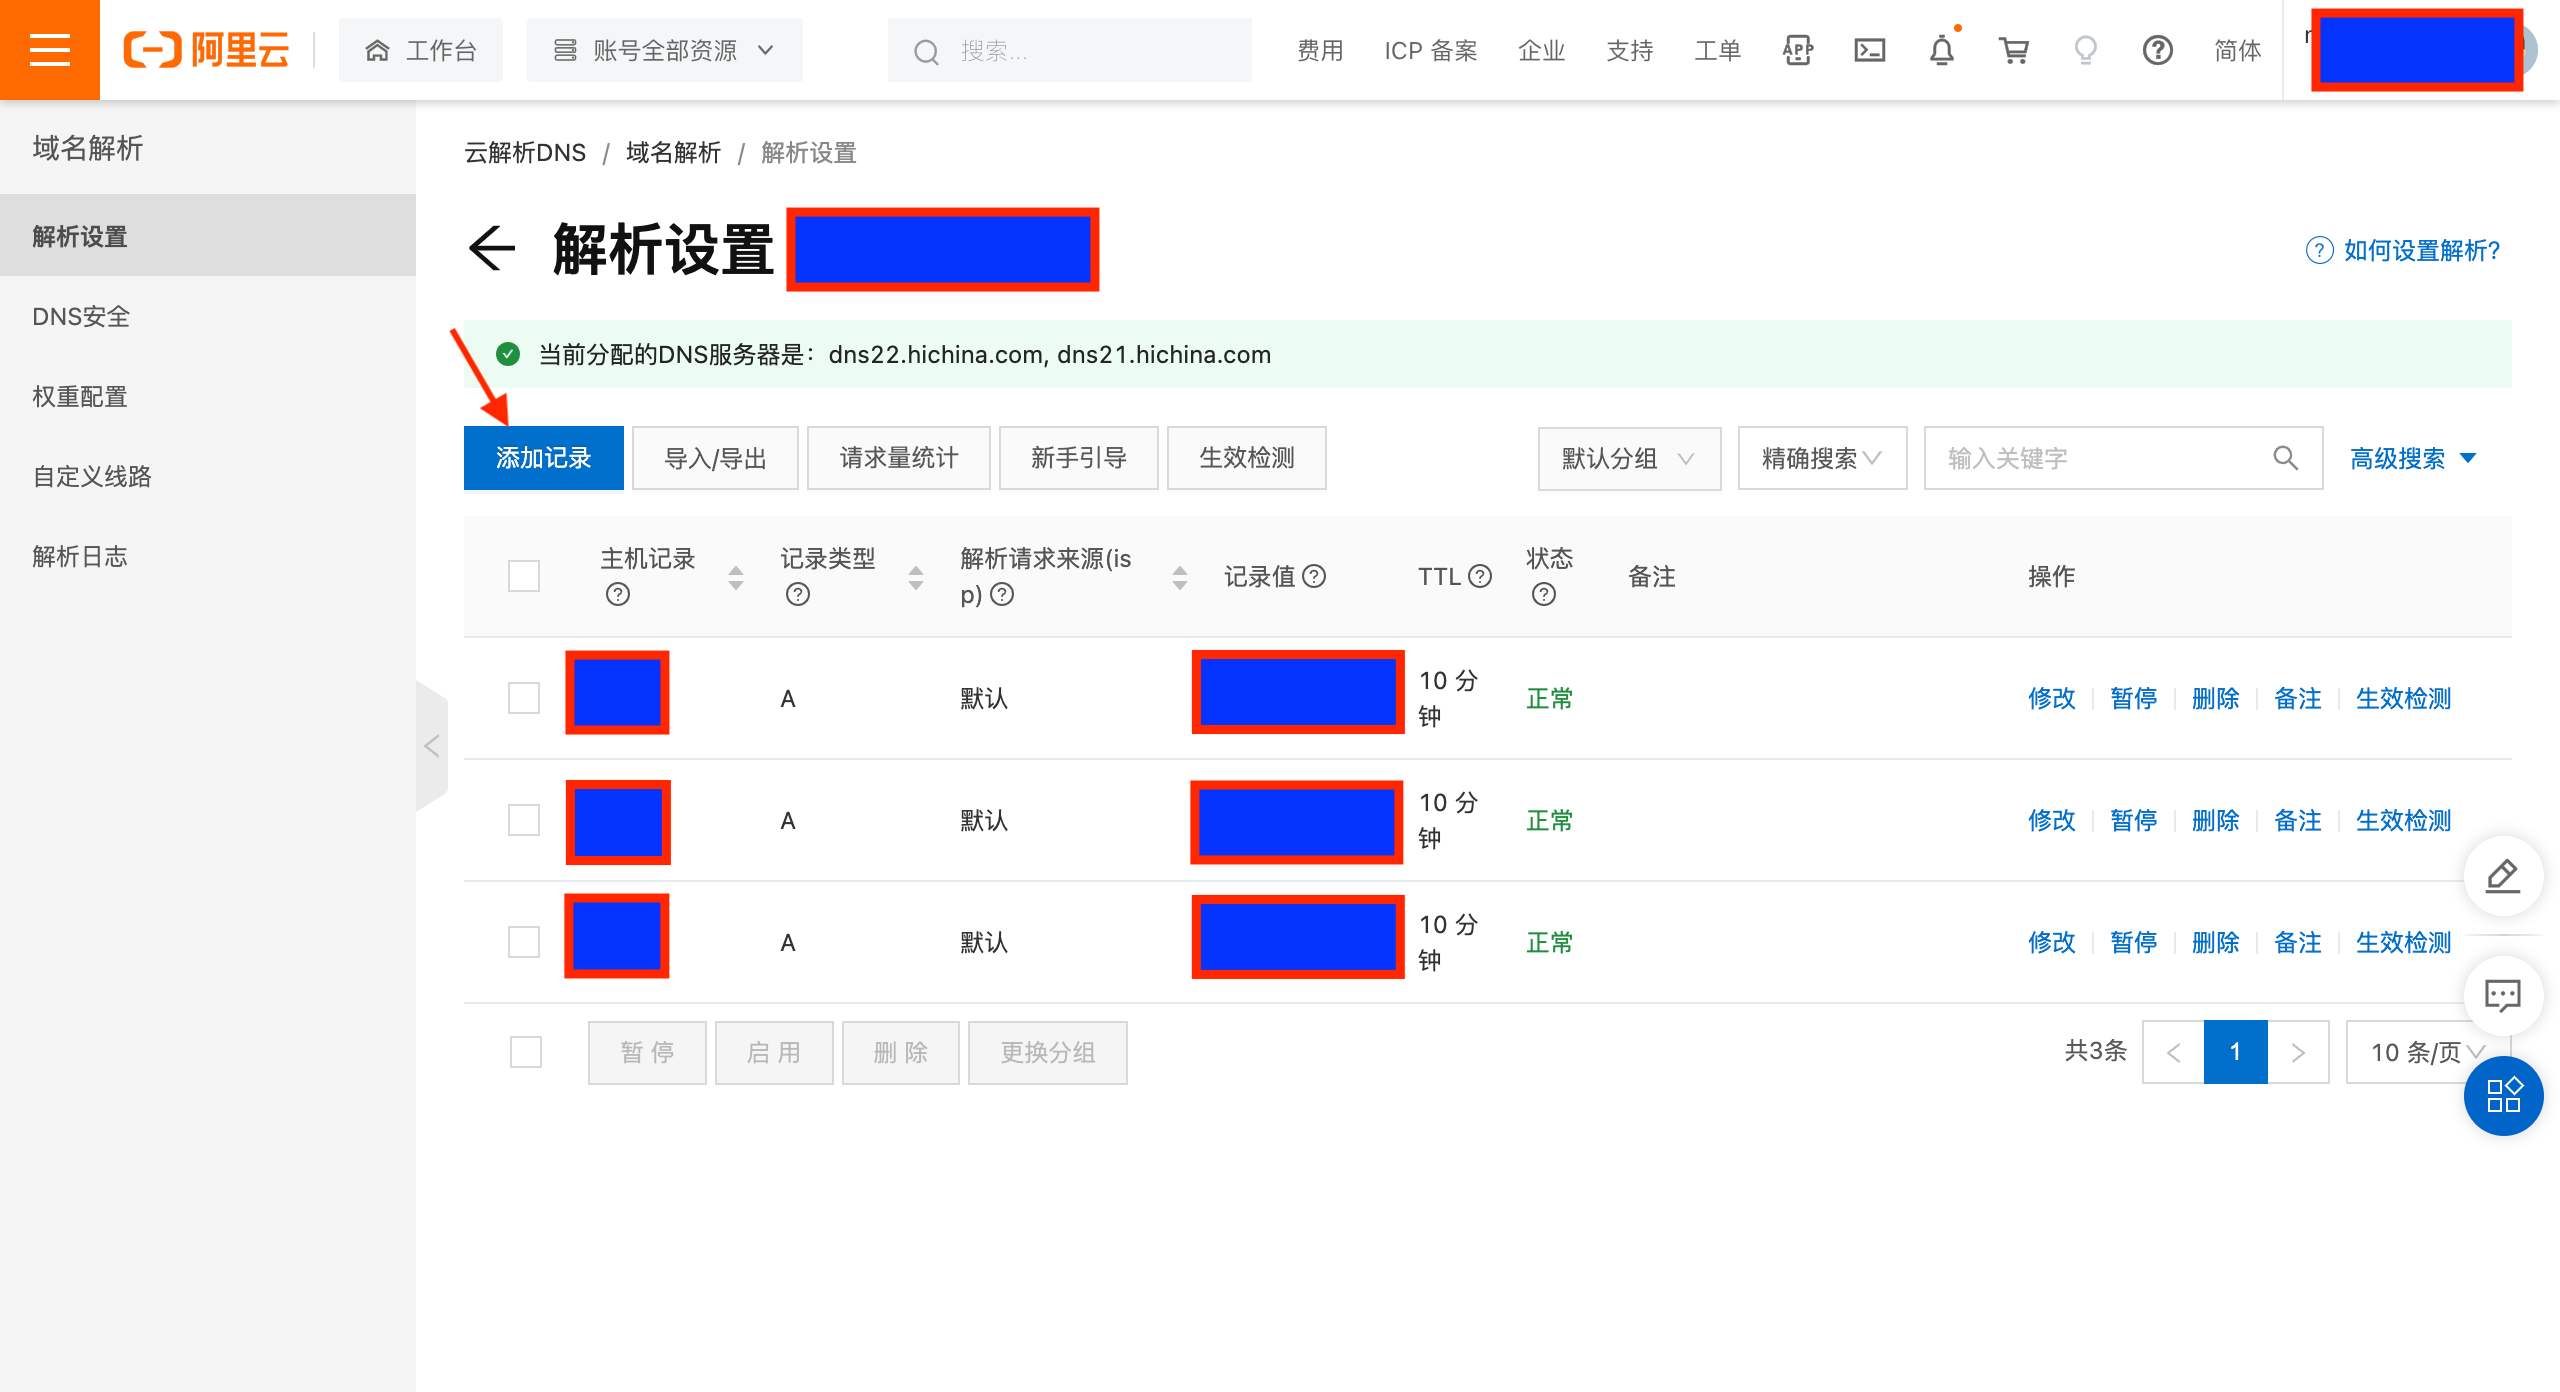 阿里云
工作台
账号全部资源
搜索...
费用
ICP 备案
企业
支持
工单
APP
简体
域名解析
解析设置
DNS安全
权重配置
自定义线路
解析日志
云解析DNS / 域名解析 / 解析设置
解析设置
如何设置解析?
当前分配的DNS服务器是: dns22.hichina.com, dns21.hichina.com
添加记录 导入/导出 请求量统计 新手引导 生效检测 默认分组 精确搜索 输入关键字 高级搜索
主机记录 记录类型 解析请求来源(isp) 记录值 TTL 状态 备注 操作
A 默认 10 分钟 正常 修改 暂停 删除 备注 生效检测
A 默认 10 分钟 正常 修改 暂停 删除 备注 生效检测
A 默认 10 分钟 正常 修改 暂停 删除 备注 生效检测
暂 停 启 用 删 除 更换分组 共3条 < 1 > 10 条/页